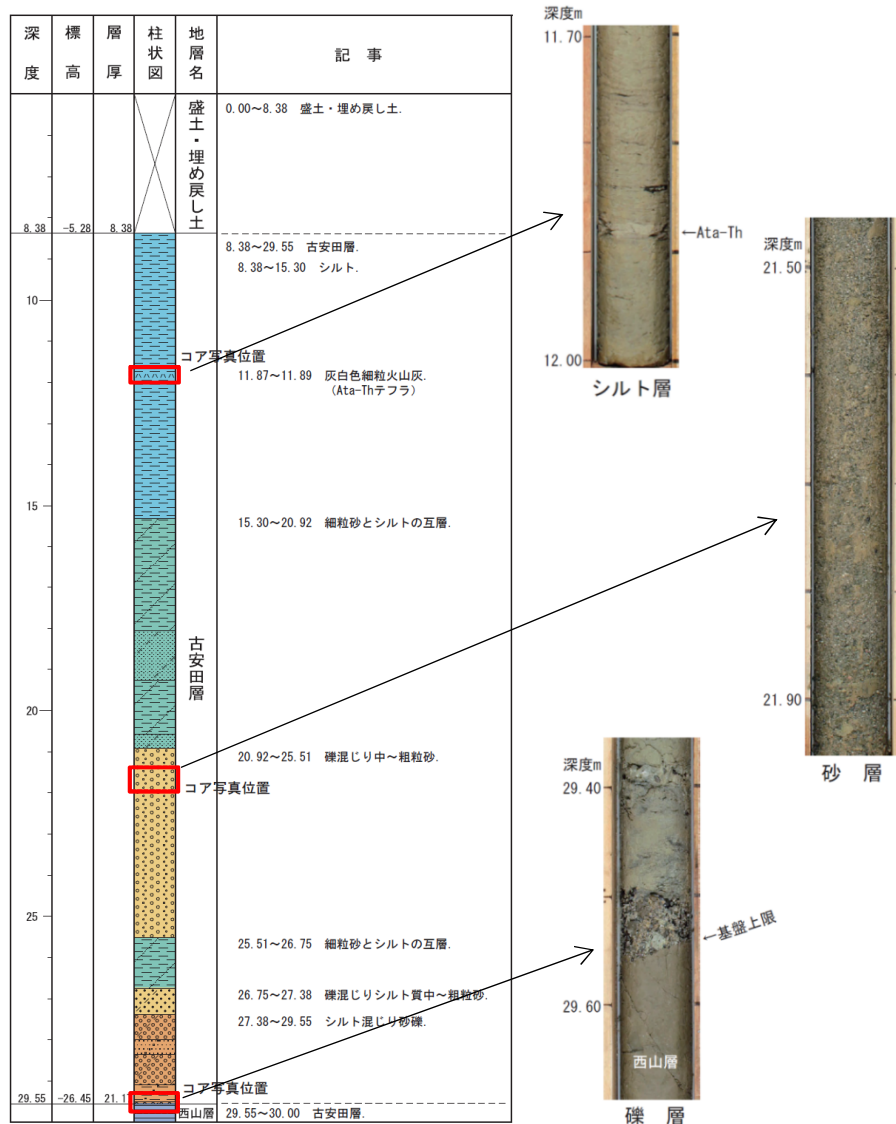 深度 標高 層厚 柱状図 地層名 記事
盛土・埋め戻し土
0.00～8.38 盛土・埋め戻し土.
8.38 -5.28 8.38
8.38～29.55 古安田層.
8.38～15.30 シルト.
10
コア写真位置
11.87～11.89 灰白色細粒火山灰.
(Ata-Thテフラ)
15
15.30～20.92 細粒砂とシルトの互層.
古安田層
20
20.92～25.51 礫混じり中～粗粒砂.
コア写真位置
25
25.51～26.75 細粒砂とシルトの互層.
26.75～27.38 礫混じりシルト質中～粗粒砂.
27.38～29.55 シルト混じり砂礫.
コア写真位置
29.55 -26.45 21.17
西山層 29.55～30.00 古安田層.
深度m
11.70
←Ata-Th
12.00
シルト層
深度m
21.50
21.90
砂 層
深度m
29.40
←基盤上限
29.60
西山層
礫 層